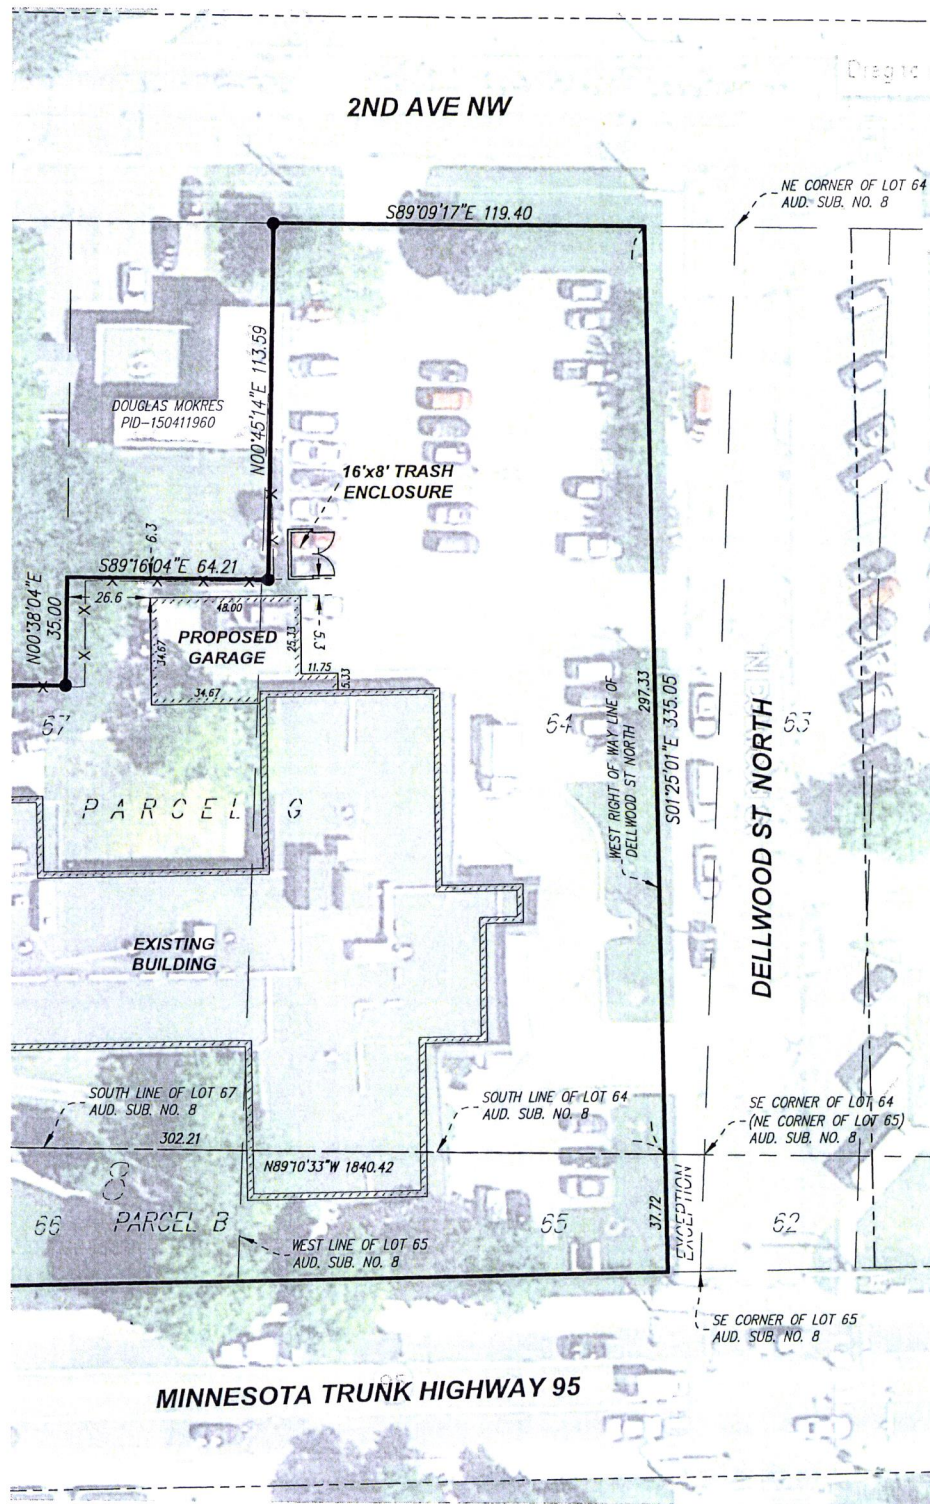 Drag to
2ND AVE NW
NE CORNER OF LOT 64
AUD. SUB. NO. 8
S89°09'17"E 119.40
N00°45'14"E 113.59
DOUGLAS MOKRES
PID-150411960
16'x8' TRASH
ENCLOSURE
6.3
S89°16'04"E 64.21
N00°38'04"E
35.00
26.6
48.00
PROPOSED
GARAGE
34.67
25.33
5.3
11.75
5.33
34.67
67
64
63
WEST RIGHT OF WAY LINE OF
DELLWOOD ST NORTH
297.33
S01°25'01"E 335.05
DELLWOOD ST NORTH
PARCEL G
EXISTING
BUILDING
SOUTH LINE OF LOT 67
AUD. SUB. NO. 8
302.21
SOUTH LINE OF LOT 64
AUD. SUB. NO. 8
SE CORNER OF LOT 64
(NE CORNER OF LOT 65)
AUD. SUB. NO. 8
N89°10'33"W 1840.42
8
66
PARCEL B
65
37.72
EXCEPTION
62
WEST LINE OF LOT 65
AUD. SUB. NO. 8
SE CORNER OF LOT 65
AUD. SUB. NO. 8
95
MINNESOTA TRUNK HIGHWAY 95